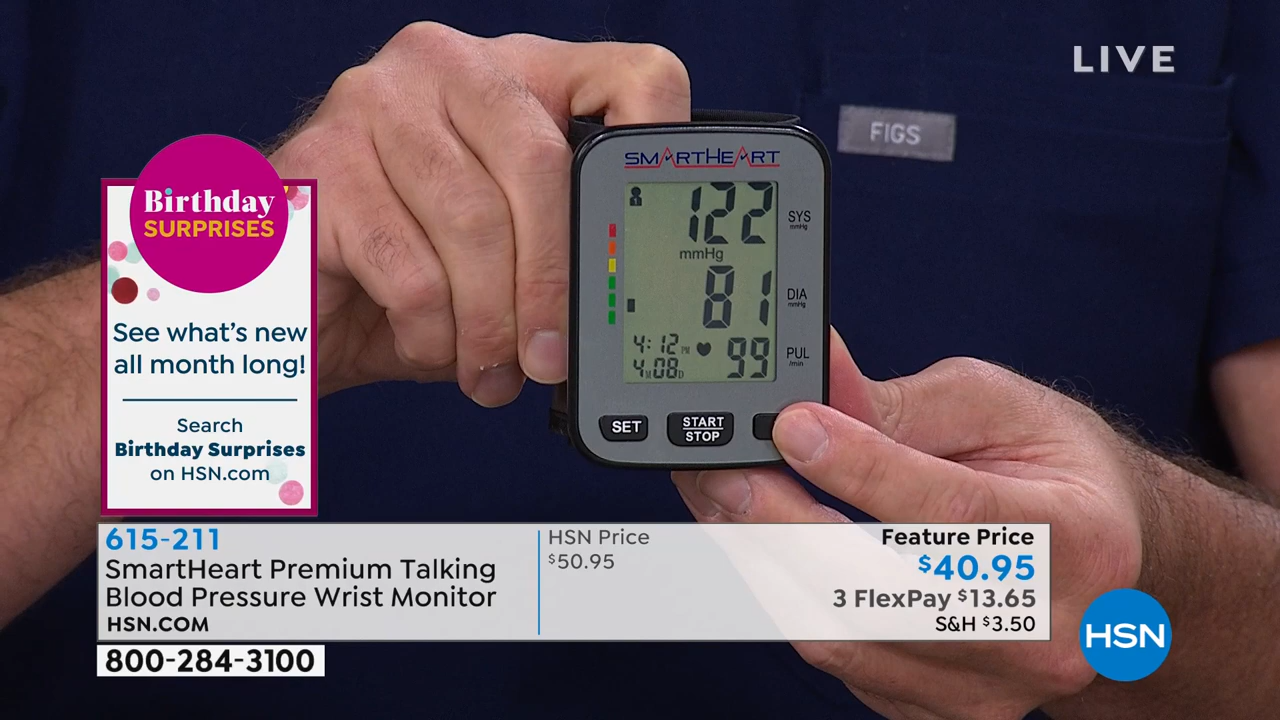 LIVE
FIGS
Birthday
SURPRISES
See what's new
all month long!
Search
Birthday Surprises
on HSN.com
SMARTHEART
122
SYS
mmHg
mmHg
81
DIA
mmHg
4:12 PM
4M08D
99
PUL
/min
SET
START
STOP
615-211
SmartHeart Premium Talking
Blood Pressure Wrist Monitor
HSN.COM
HSN Price
$50.95
Feature Price
$40.95
3 FlexPay $13.65
S&H $3.50
800-284-3100
HSN